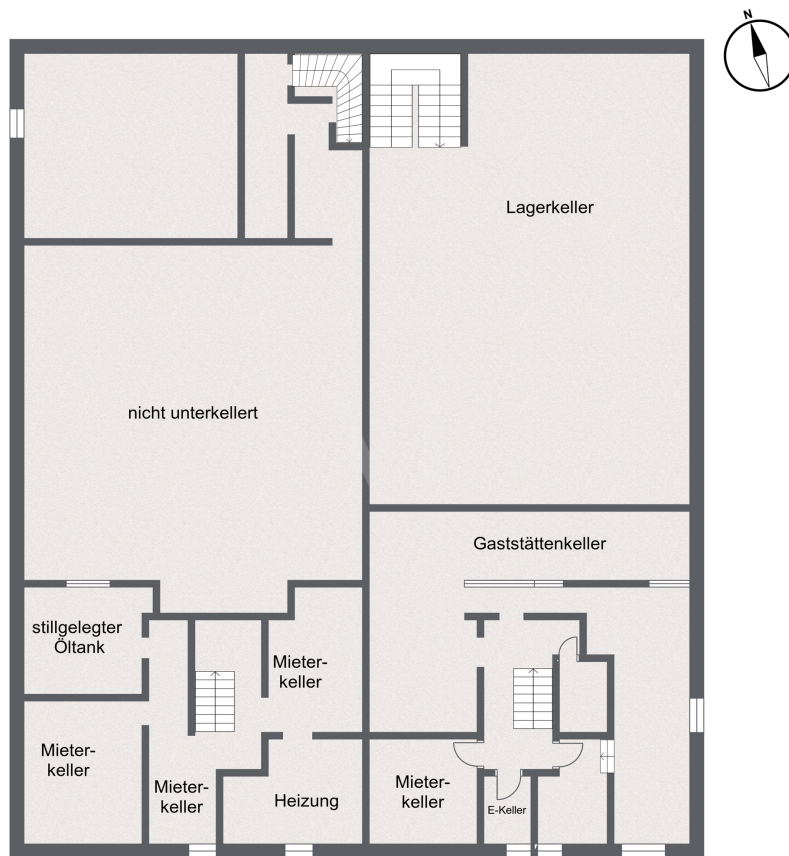 N
Lagerkeller
nicht unterkellert
Gaststättenkeller
stillgelegter
Öltank
Mieter-
keller
Mieter-
keller
Mieter-
keller
Heizung
Mieter-
keller
E-Keller